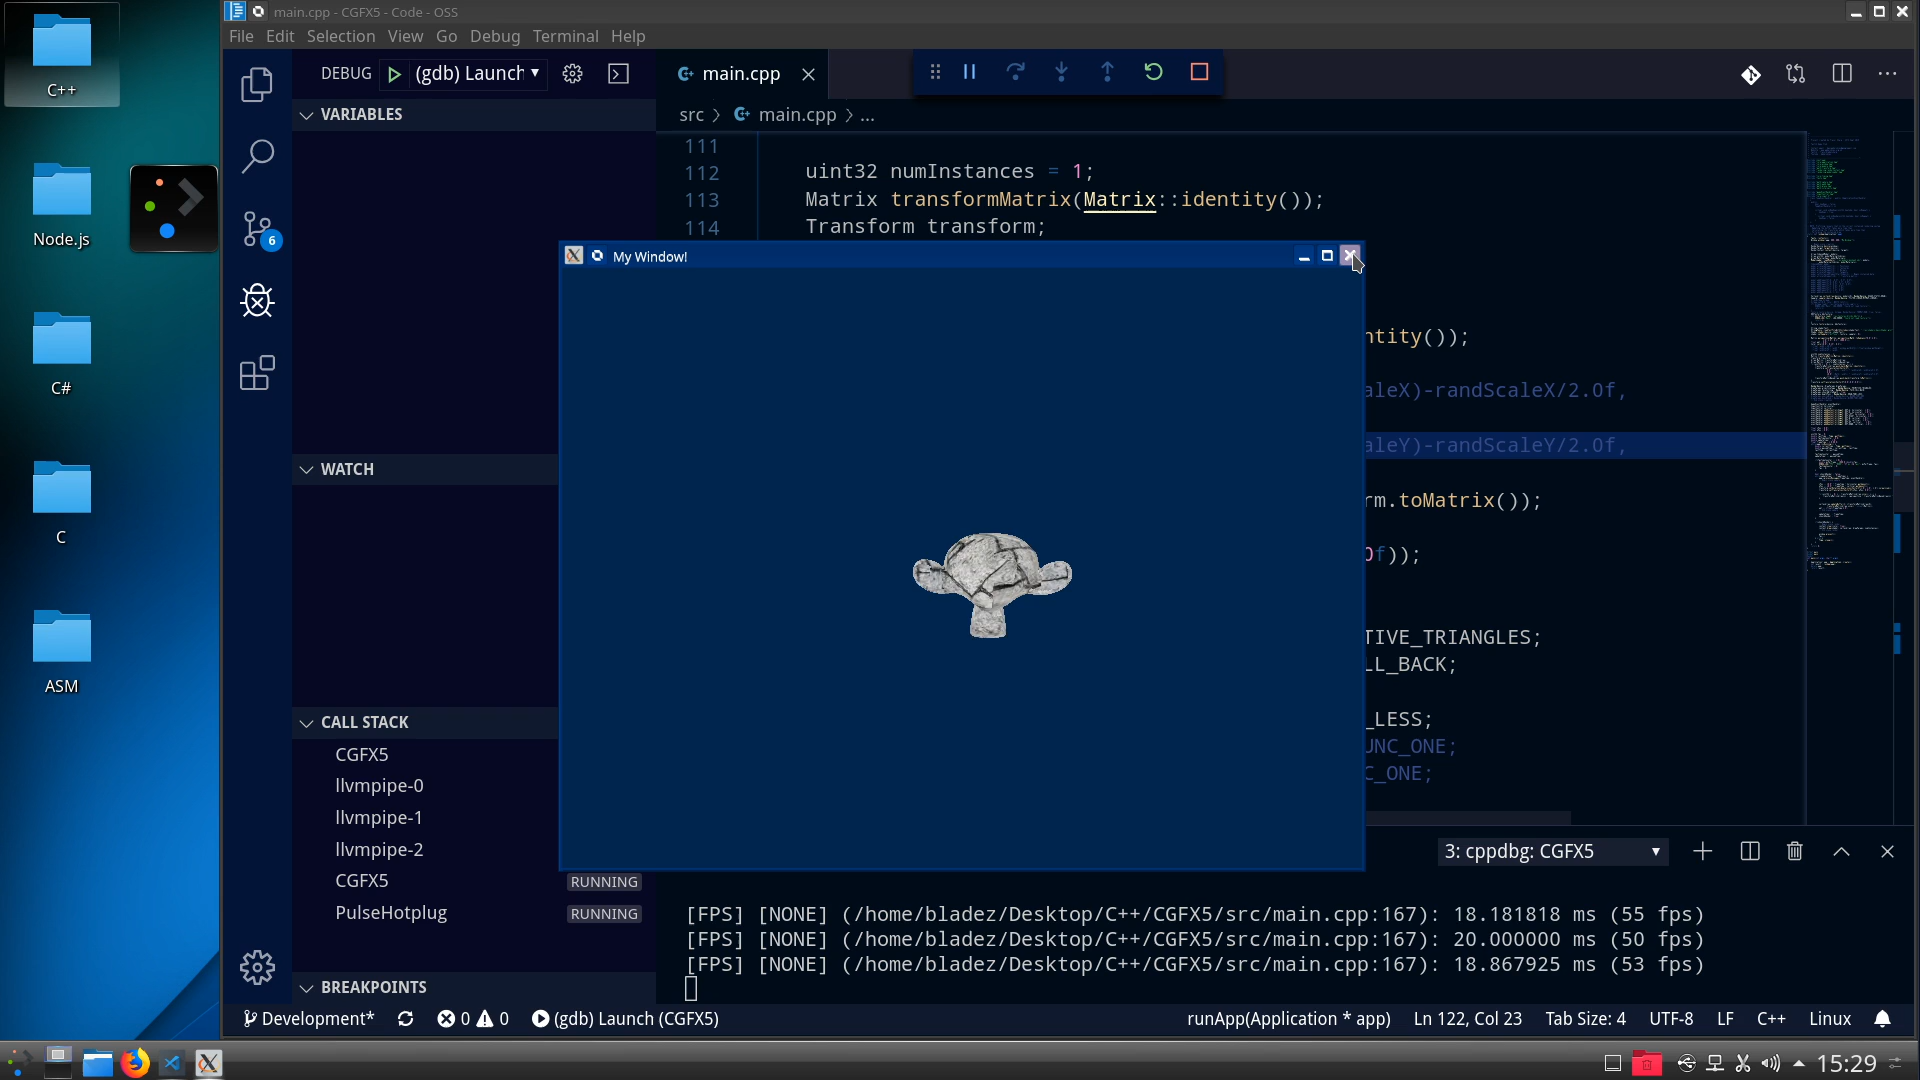 main.cpp - CGFX5 - Code - OSS
File Edit Selection View Go Debug Terminal Help
C++
Node.js
C#
C
ASM
6
DEBUG (gdb) Launch
VARIABLES
WATCH
CALL STACK
CGFX5
llvmpipe-0
llvmpipe-1
llvmpipe-2
CGFX5 RUNNING
PulseHotplug RUNNING
BREAKPOINTS
main.cpp
src > main.cpp > ...
111
112 uint32 numInstances = 1;
113 Matrix transformMatrix(Matrix::identity());
114 Transform transform;
My Window!
ntity());
aleX)-randScaleX/2.0f,
aleY)-randScaleY/2.0f,
rm.toMatrix());
0f));
TIVE_TRIANGLES;
LL_BACK;
_LESS;
UNC_ONE;
C_ONE;
3: cppdbg: CGFX5
[FPS] [NONE] (/home/bladez/Desktop/C++/CGFX5/src/main.cpp:167): 18.181818 ms (55 fps)
[FPS] [NONE] (/home/bladez/Desktop/C++/CGFX5/src/main.cpp:167): 20.000000 ms (50 fps)
[FPS] [NONE] (/home/bladez/Desktop/C++/CGFX5/src/main.cpp:167): 18.867925 ms (53 fps)
Development* 0 0 (gdb) Launch (CGFX5) runApp(Application * app) Ln 122, Col 23 Tab Size: 4 UTF-8 LF C++ Linux
15:29